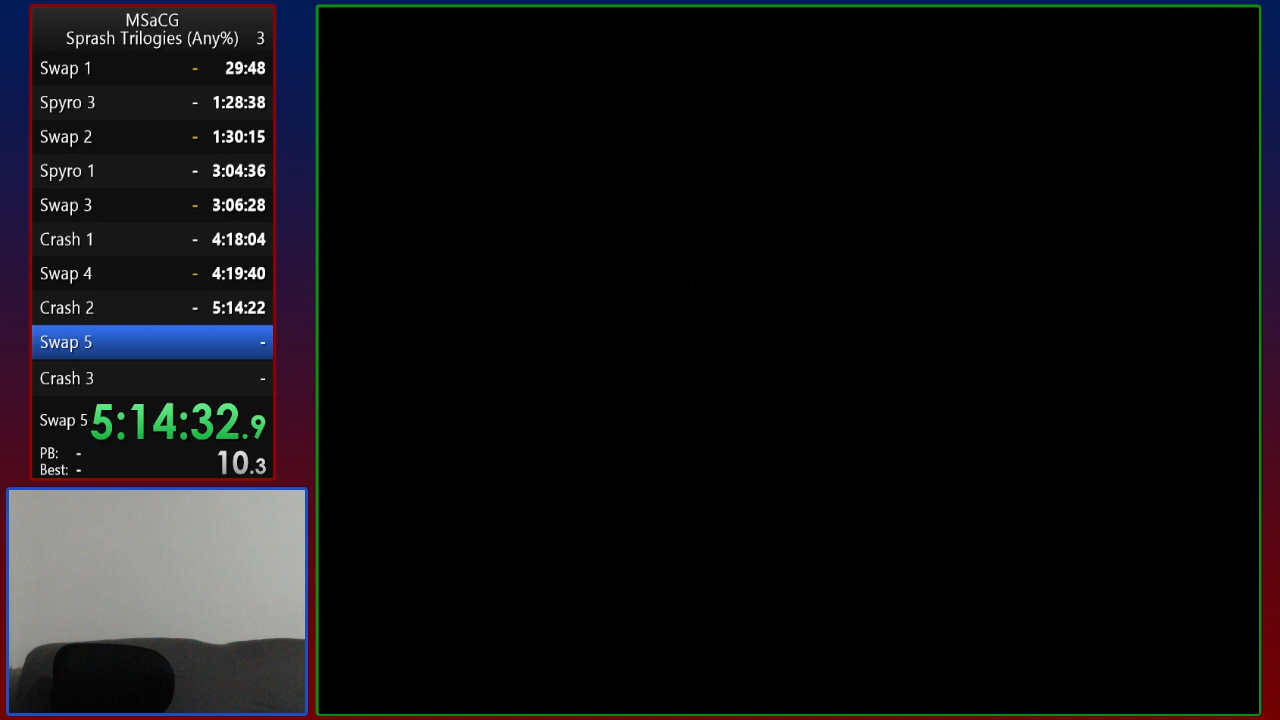 MSaCG
Sprash Trilogies (Any%) 3
Swap 1 - 29:48
Spyro 3 - 1:28:38
Swap 2 - 1:30:15
Spyro 1 - 3:04:36
Swap 3 - 3:06:28
Crash 1 - 4:18:04
Swap 4 - 4:19:40
Crash 2 - 5:14:22
Swap 5 -
Crash 3 -
Swap 5 5:14:32.9
PB: - 10.3
Best: -